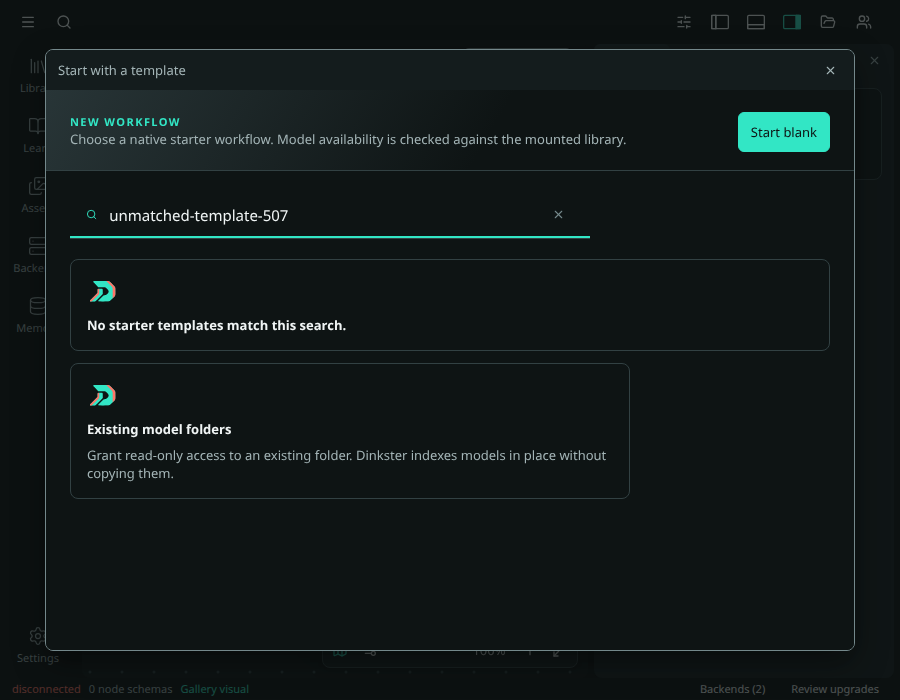 Start with a template
NEW WORKFLOW
Choose a native starter workflow. Model availability is checked against the mounted library.
Start blank
unmatched-template-507
No starter templates match this search.
Existing model folders
Grant read-only access to an existing folder. Dinkster indexes models in place without
copying them.
Settings
100%
disconnected
0 node schemas
Gallery visual
Backends (2)
Review upgrades